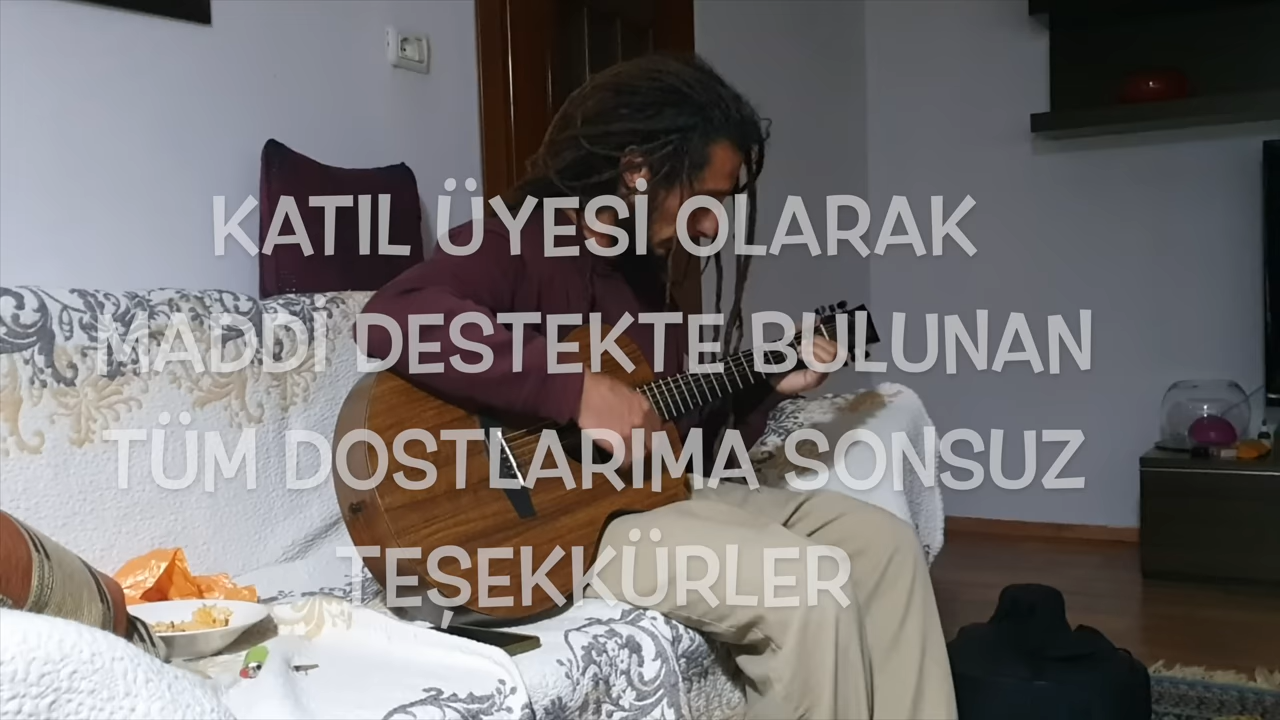 KATIL ÜYESİ OLARAK
MADDİ DESTEKTE BULUNAN
TÜM DOSTLARIMA SONSUZ
TEŞEKKÜRLER